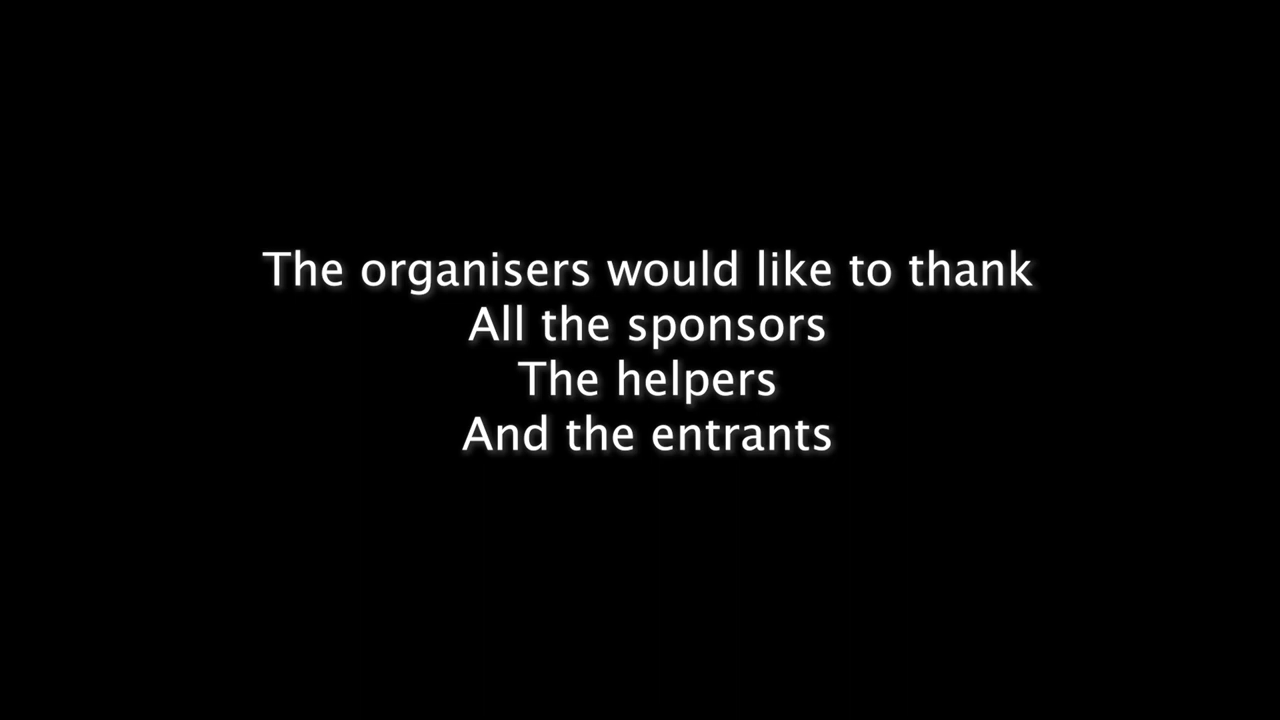 The organisers would like to thank
All the sponsors
The helpers
And the entrants